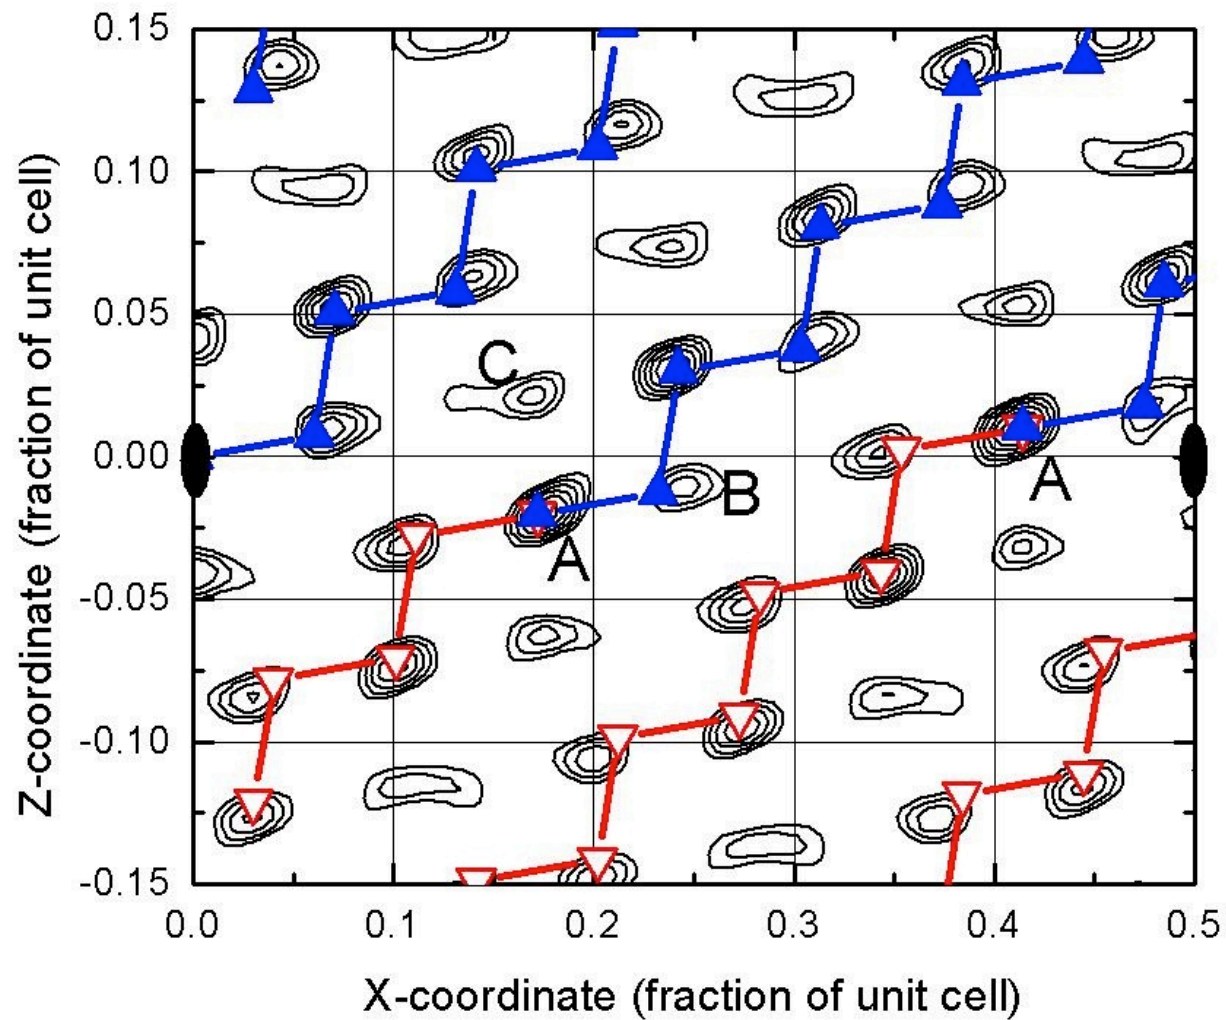 0.15
0.10
0.05
0.00
-0.05
-0.10
-0.15
Z-coordinate (fraction of unit cell)
C
B
A
A
0.0
0.1
0.2
0.3
0.4
0.5
X-coordinate (fraction of unit cell)